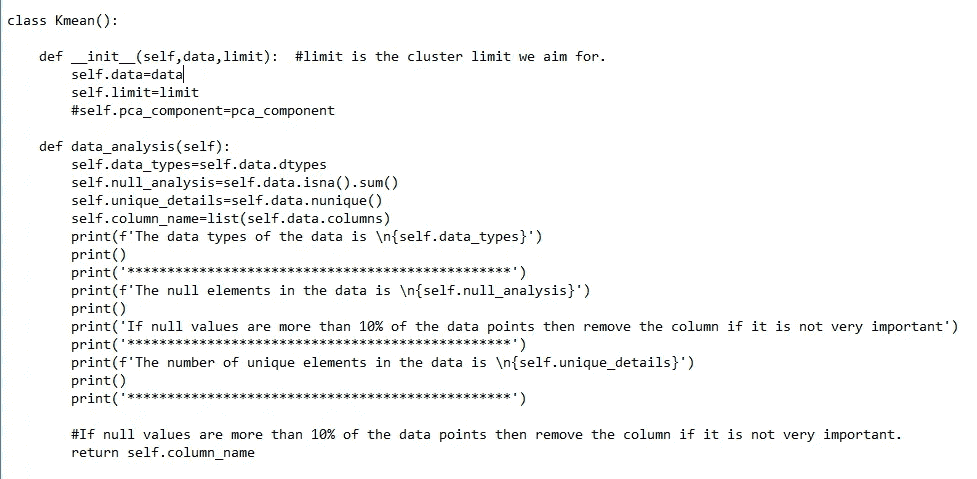 class Kmean():
def __init__(self,data,limit):  #limit is the cluster limit we aim for.
self.data=data
self.limit=limit
#self.pca_component=pca_component
def data_analysis(self):
self.data_types=self.data.dtypes
self.null_analysis=self.data.isna().sum()
self.unique_details=self.data.nunique()
self.column_name=list(self.data.columns)
print(f'The data types of the data is \n{self.data_types}')
print()
print('************************************************')
print(f'The null elements in the data is \n{self.null_analysis}')
print()
print('If null values are more than 10% of the data points then remove the column if it is not very important')
print('************************************************')
print(f'The number of unique elements in the data is \n{self.unique_details}')
print()
print('************************************************')
#If null values are more than 10% of the data points then remove the column if it is not very important.
return self.column_name